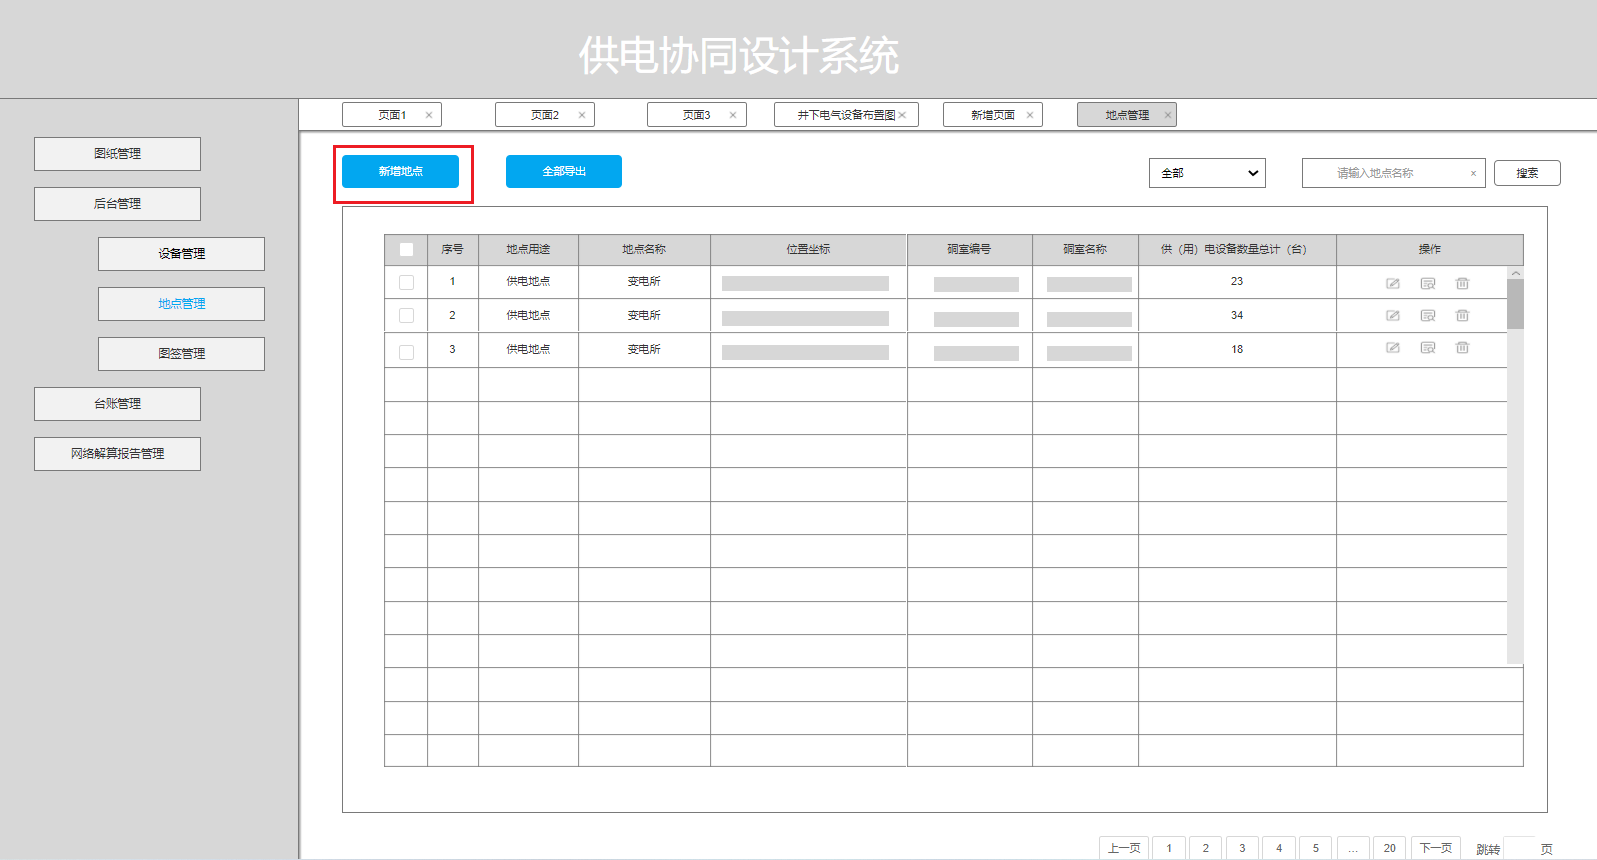 供电协同设计系统
页面1 ×
页面2 ×
页面3 ×
井下电气设备布置图 ×
新增页面 ×
地点管理 ×
图纸管理
后台管理
设备管理
地点管理
图签管理
台账管理
网络解算报告管理
新增地点
全部导出
全部
请输入地点名称 ×
搜索
序号 地点用途 地点名称 位置坐标 硐室编号 硐室名称 供（用）电设备数量总计（台） 操作
1 供电地点 变电所 23
2 供电地点 变电所 34
3 供电地点 变电所 18
上一页 1 2 3 4 5 ... 20 下一页 跳转 页